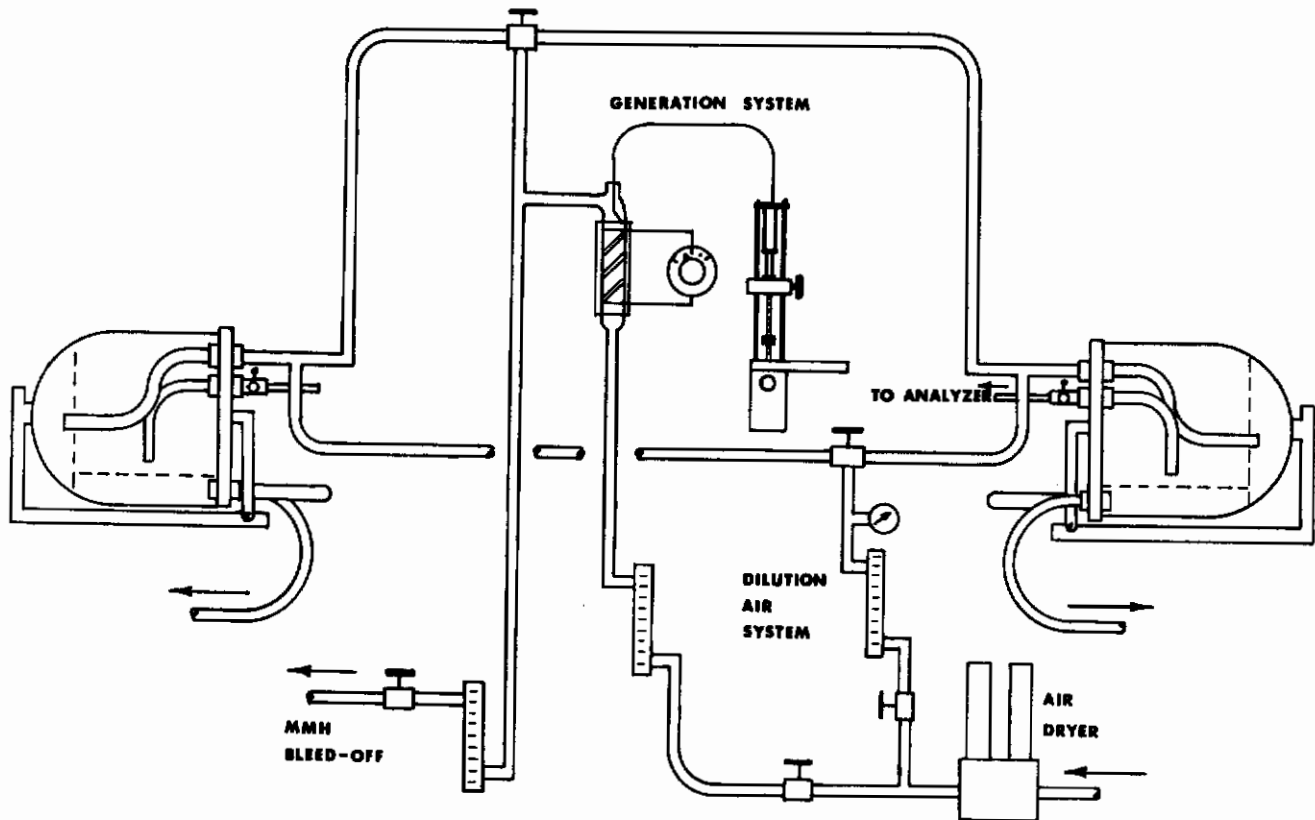 GENERATION SYSTEM
TO ANALYZER
DILUTION
AIR
SYSTEM
MMH
BLEED-OFF
AIR
DRYER